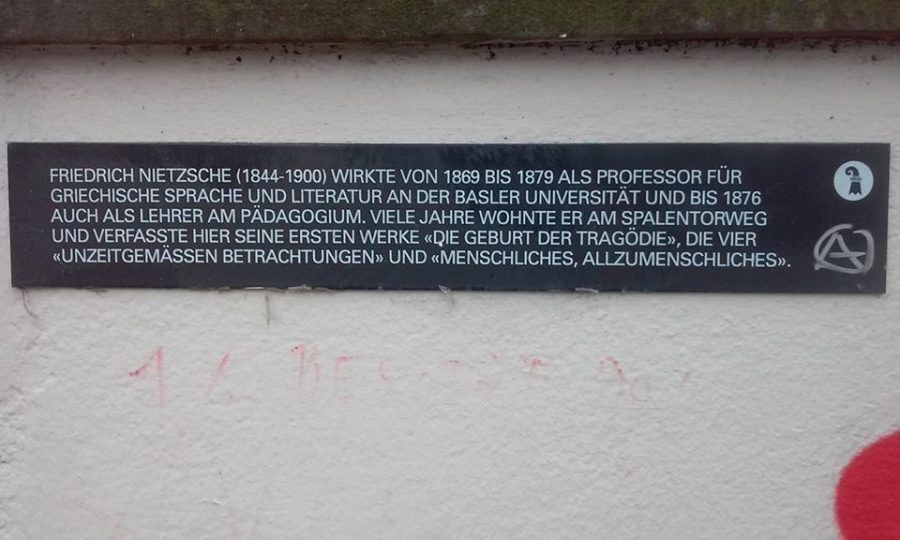 FRIEDRICH NIETZSCHE (1844-1900) WIRKTE VON 1869 BIS 1879 ALS PROFESSOR FÜR
GRIECHISCHE SPRACHE UND LITERATUR AN DER BASLER UNIVERSITÄT UND BIS 1876
AUCH ALS LEHRER AM PÄDAGOGIUM. VIELE JAHRE WOHNTE ER AM SPALENTORWEG
UND VERFASSTE HIER SEINE ERSTEN WERKE «DIE GEBURT DER TRAGÖDIE», DIE VIER
«UNZEITGEMÄSSEN BETRACHTUNGEN» UND «MENSCHLICHES, ALLZUMENSCHLICHES».